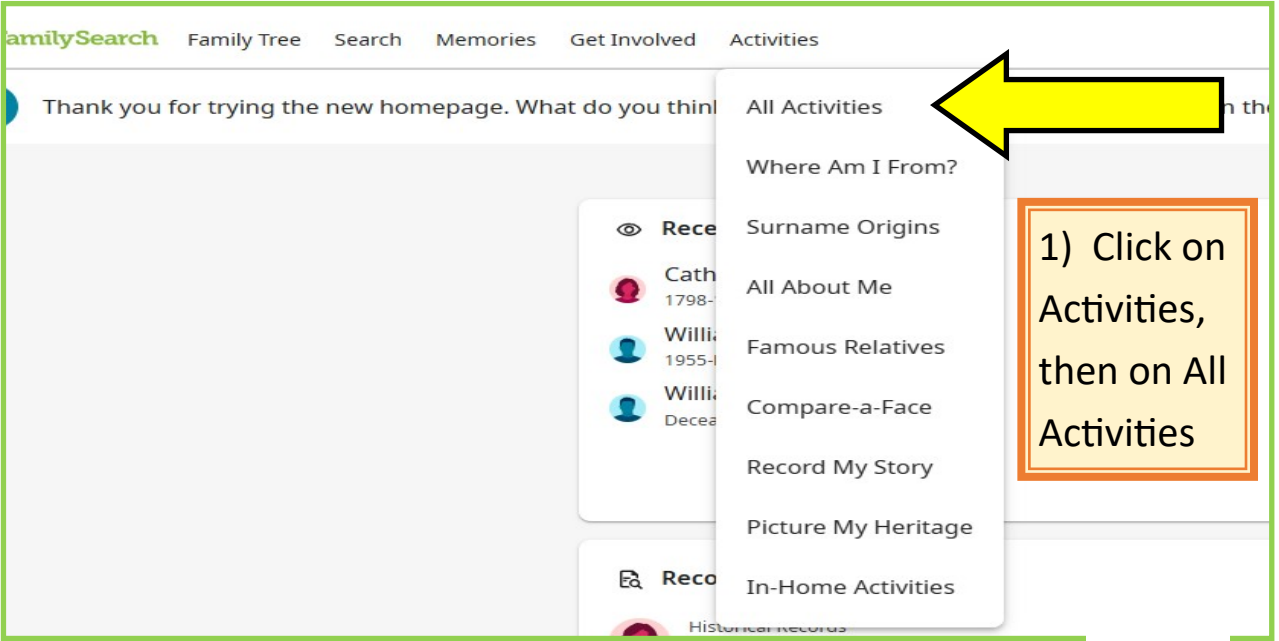 amilySearch Family Tree Search Memories Get Involved Activities
Thank you for trying the new homepage. What do you thin
All Activities
Where Am I From?
Surname Origins
All About Me
Famous Relatives
Compare-a-Face
Record My Story
Picture My Heritage
In-Home Activities
Rece
Cath
1798-
Willi
1955-
Willi
Decea
Reco
Historical Records
1) Click on
Activities,
then on All
Activities